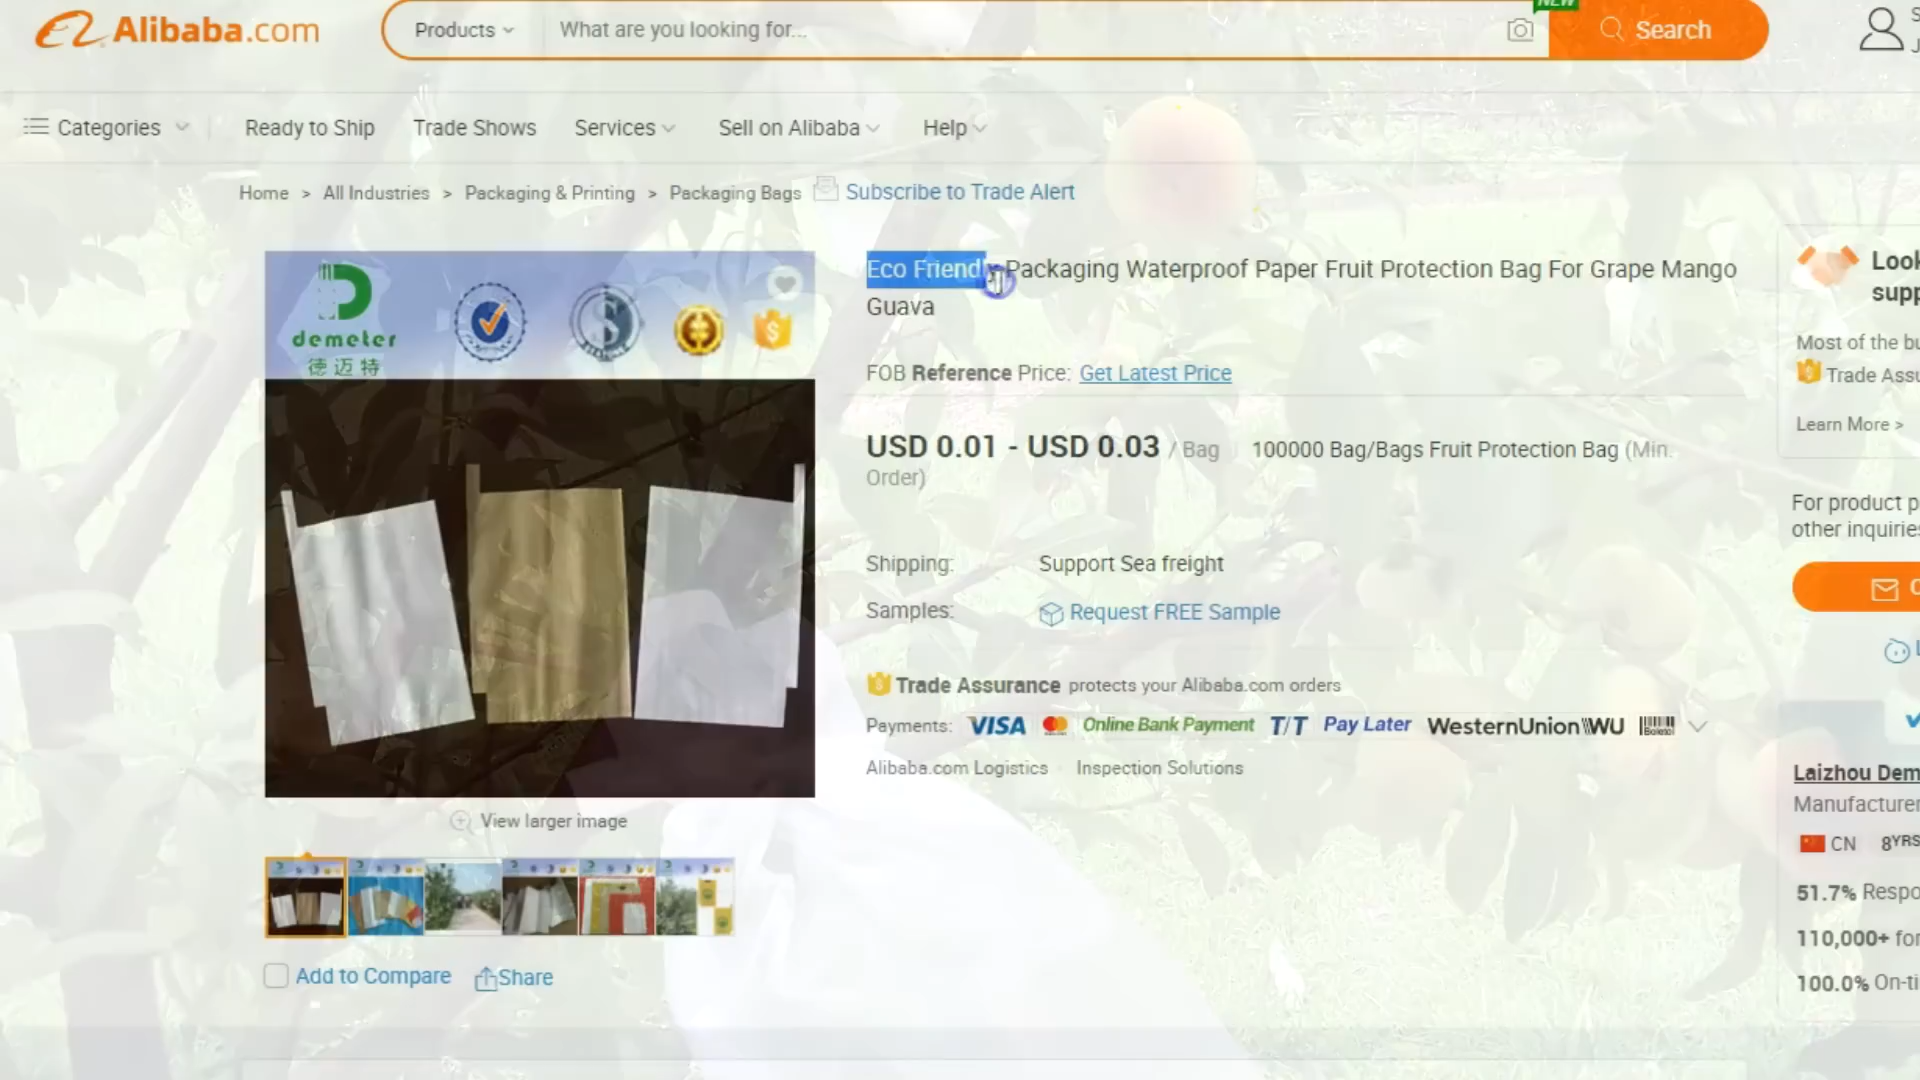 Alibaba.com
Products
What are you looking for...
NEW
Search
Categories
Ready to Ship
Trade Shows
Services
Sell on Alibaba
Help
Home > All Industries > Packaging & Printing > Packaging Bags
Subscribe to Trade Alert
demeter
德迈特
Eco Friendly Packaging Waterproof Paper Fruit Protection Bag For Grape Mango
Guava
FOB Reference Price: Get Latest Price
USD 0.01 - USD 0.03 / Bag
100000 Bag/Bags Fruit Protection Bag (Min.
Order)
Shipping: Support Sea freight
Samples: Request FREE Sample
Trade Assurance protects your Alibaba.com orders
Payments: VISA Online Bank Payment T/T Pay Later WesternUnion WU Boleto
Alibaba.com Logistics Inspection Solutions
View larger image
Add to Compare
Share
Look
supp
Most of the bu
Trade Assu
Learn More >
For product p
other inquiries
Laizhou Dem
Manufacturer
CN 8YRS
51.7% Respo
110,000+ for
100.0% On-ti